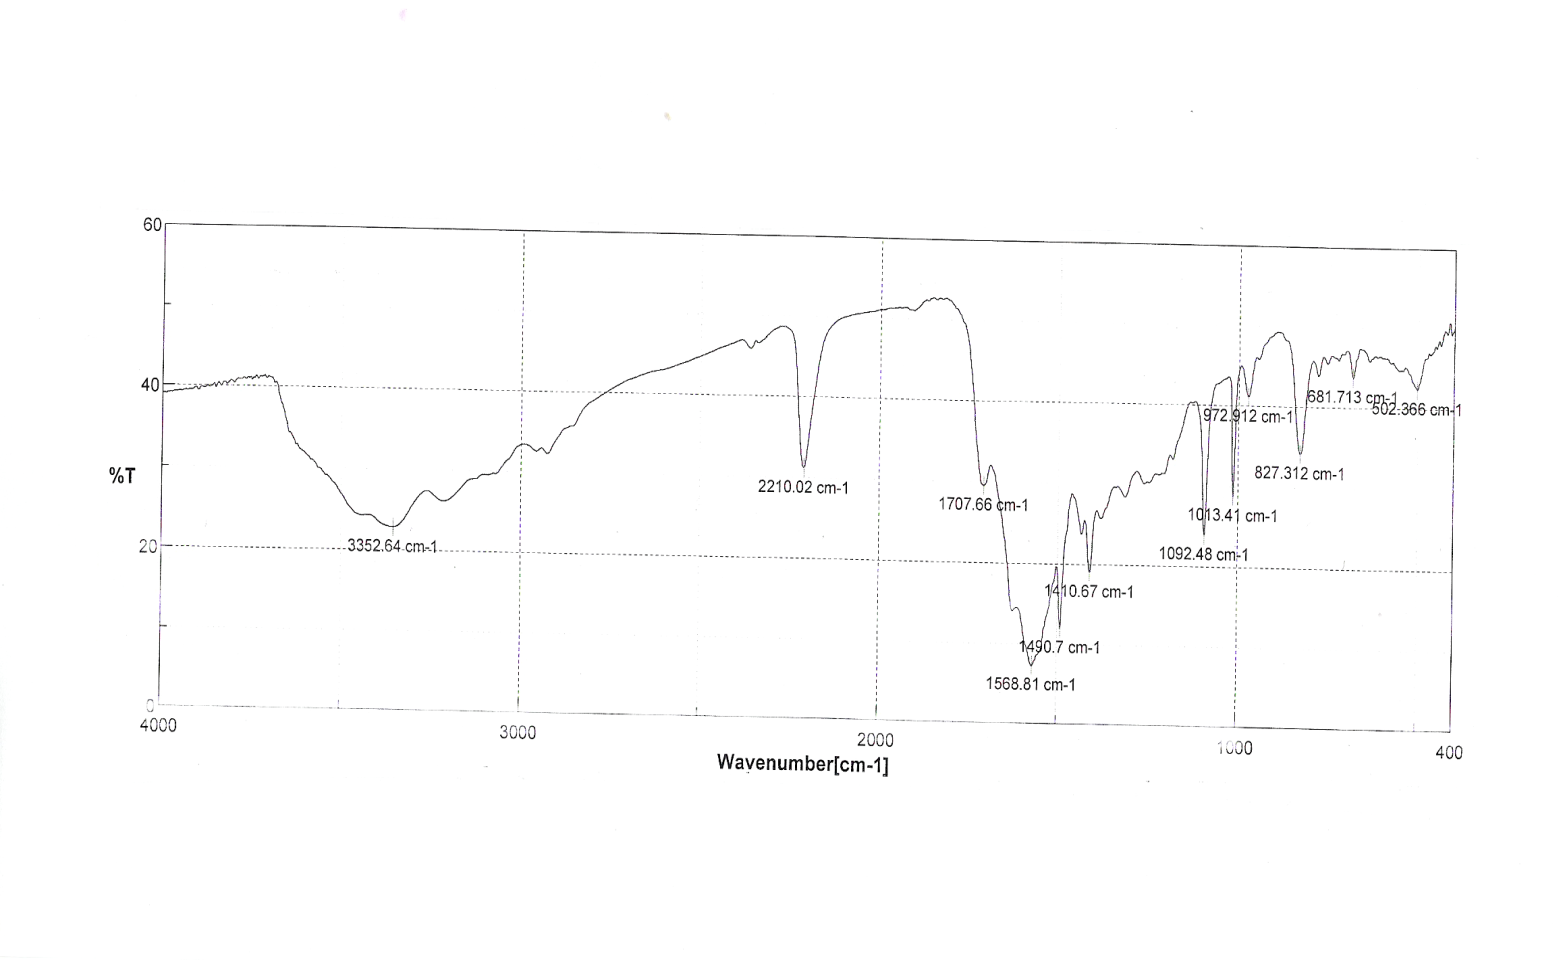 60
40
%T
20
0
2210.02 cm-1
1707.66 cm-1
3352.64 cm-1
1568.81 cm-1
1490.7 cm-1
1410.67 cm-1
1092.48 cm-1
1013.41 cm-1
972.912 cm-1
827.312 cm-1
681.713 cm-1
502.366 cm-1
4000
3000
2000
1000
400
Wavenumber[cm-1]